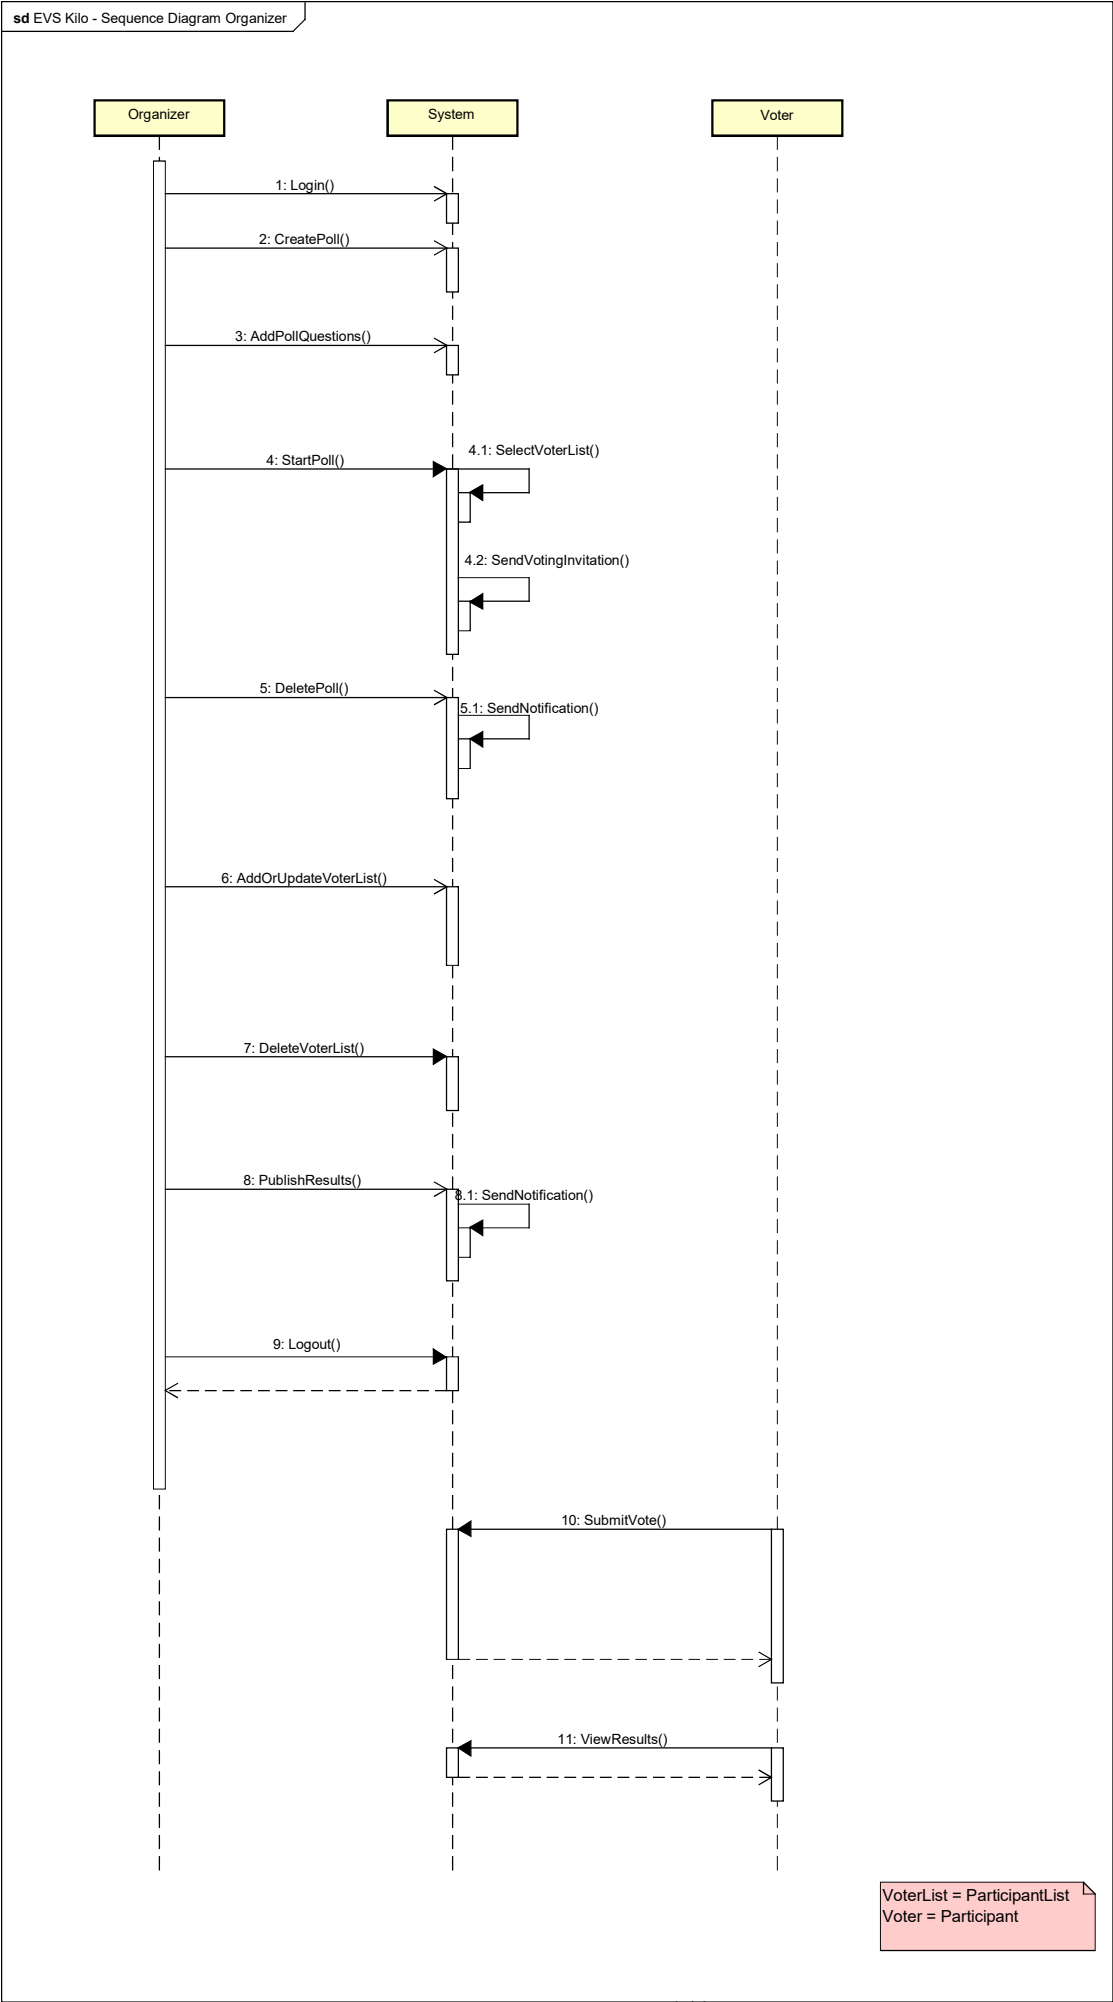 sd EVS Kilo - Sequence Diagram Organizer
Organizer
System
Voter
1: Login()
2: CreatePoll()
3: AddPollQuestions()
4.1: SelectVoterList()
4: StartPoll()
4.2: SendVotingInvitation()
5: DeletePoll()
5.1: SendNotification()
6: AddOrUpdateVoterList()
7: DeleteVoterList()
8: PublishResults()
8.1: SendNotification()
9: Logout()
10: SubmitVote()
11: ViewResults()
VoterList = ParticipantList
Voter = Participant